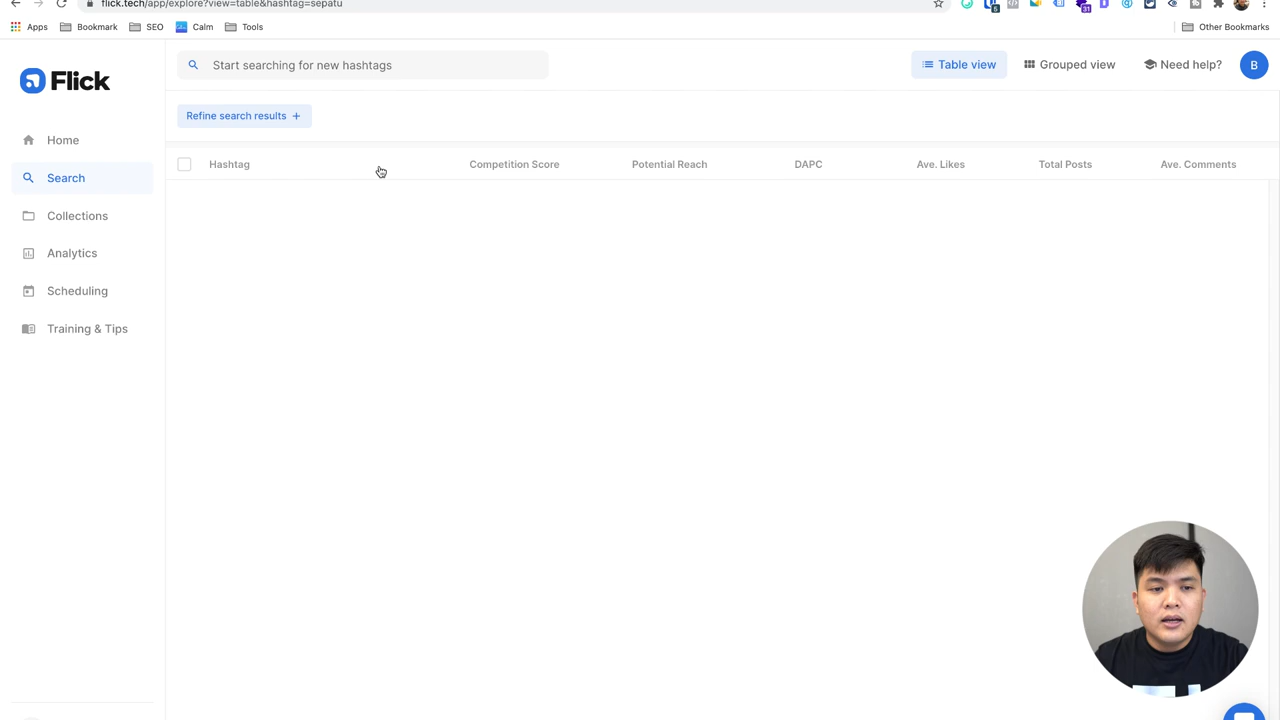 flick.tech/app/explore?view=table&hashtag=sepatu
Apps Bookmark SEO Calm Tools Other Bookmarks
5
31
Flick
Start searching for new hashtags
Table view Grouped view Need help? B
Refine search results +
Home
Search
Collections
Analytics
Scheduling
Training & Tips
Hashtag Competition Score Potential Reach DAPC Ave. Likes Total Posts Ave. Comments